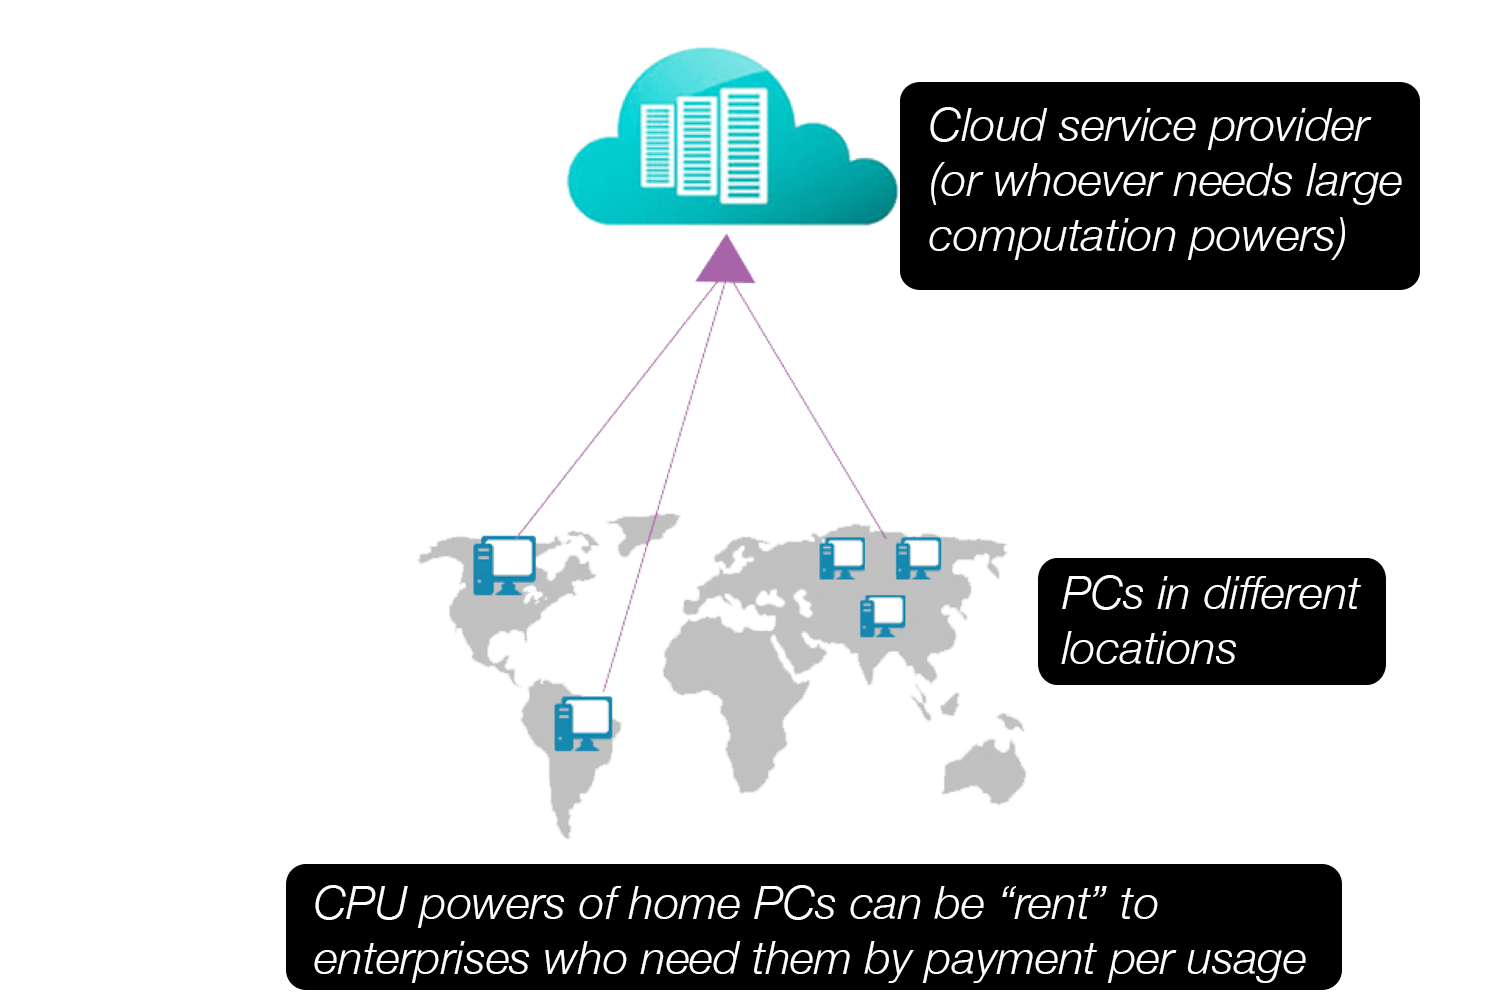 Cloud service provider
(or whoever needs large
computation powers)
PCs in different
locations
CPU powers of home PCs can be “rent” to
enterprises who need them by payment per usage